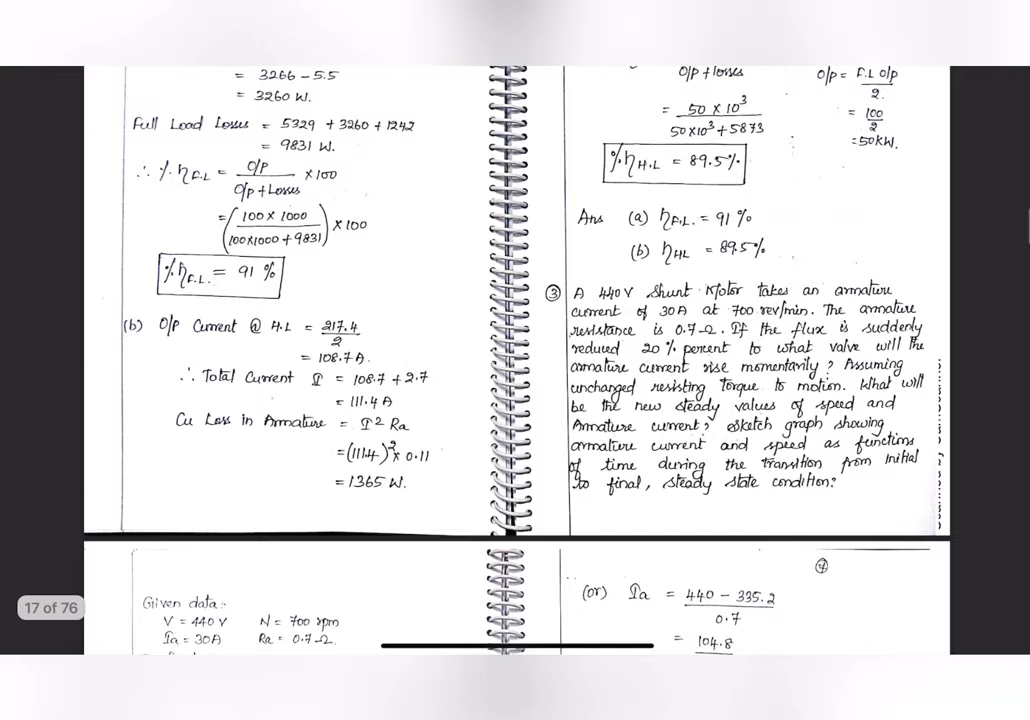 = 3266 - 5.5
= 3260 W.
Full Load Losses = 5329 + 3260 + 1242
= 9831 W.
∴ % η F.L = O/P / O/P + Losses × 100
= (100 × 1000 / 100×1000 + 9831) × 100
% η F.L. = 91 %
(b) O/P Current @ H.L = 217.4 / 2
= 108.7 A.
∴ Total Current I = 108.7 + 2.7
= 111.4 A
Cu Loss in Armature = I² Ra
= (111.4)² × 0.11
= 1365 W.
O/P + losses
= 50 × 10³ / 50 × 10³ + 5873
O/P = F.L O/P / 2.
= 100 / 2
= 50 KW.
% η H.L = 89.5 %
Ans (a) η F.L. = 91 %
(b) η HL = 89.5 %
③ A 440 V Shunt Motor takes an armature
current of 30 A at 700 rev/min. The armature
resistance is 0.7 Ω. If the flux is suddenly
reduced 20 % percent to what valve will the
armature current rise momentarily? Assuming
unchanged resisting torque to motion. What will
be the new steady values of speed and
Armature current? Sketch graph showing
armature current and speed as functions
of time during the transition from Initial
to final, steady state condition?
17 of 76
Given data:-
V = 440 V N = 700 rpm
Ia = 30A Ra = 0.7 Ω
⑦
(or) Ia = 440 - 335.2 / 0.7
= 104.8